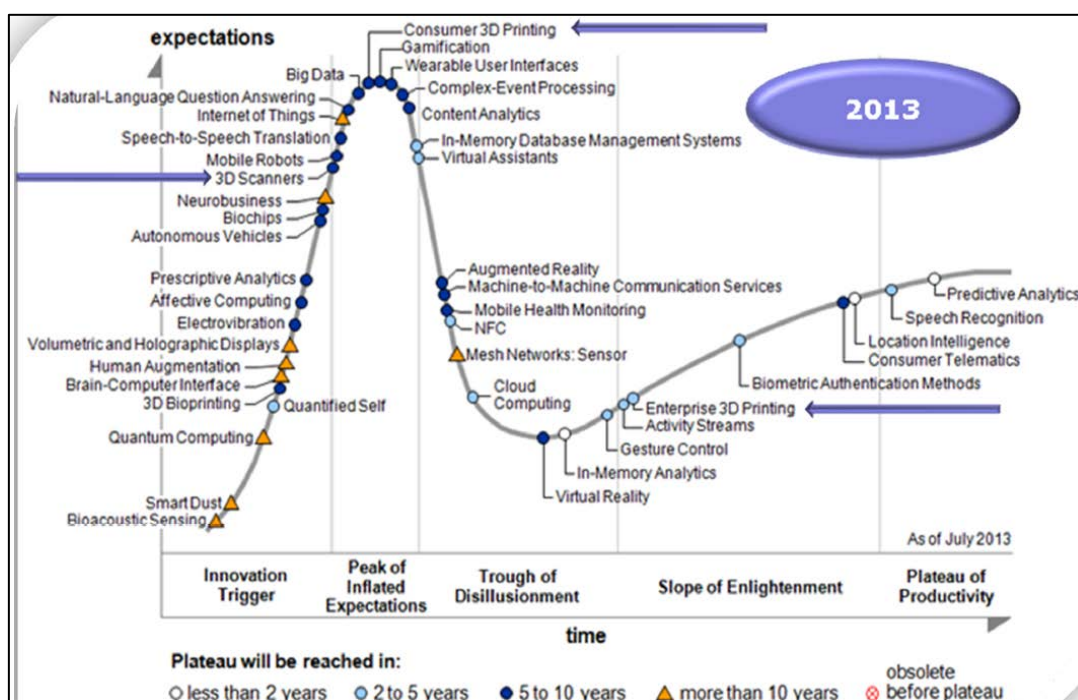 expectations
2013
Consumer 3D Printing
Gamification
Wearable User Interfaces
Big Data
Complex-Event Processing
Natural-Language Question Answering
Content Analytics
Internet of Things
Speech-to-Speech Translation
In-Memory Database Management Systems
Mobile Robots
Virtual Assistants
3D Scanners
Neurobusiness
Biochips
Autonomous Vehicles
Prescriptive Analytics
Augmented Reality
Machine-to-Machine Communication Services
Affective Computing
Mobile Health Monitoring
Electrovibration
NFC
Volumetric and Holographic Displays
Mesh Networks: Sensor
Human Augmentation
Brain-Computer Interface
3D Bioprinting
Quantified Self
Cloud
Computing
Quantum Computing
Smart Dust
Bioacoustic Sensing
Predictive Analytics
Speech Recognition
Location Intelligence
Consumer Telematics
Biometric Authentication Methods
Enterprise 3D Printing
Activity Streams
Gesture Control
In-Memory Analytics
Virtual Reality
As of July 2013
Innovation
Trigger
Peak of
Inflated
Expectations
Trough of
Disillusionment
Slope of Enlightenment
Plateau of
Productivity
time
Plateau will be reached in:
less than 2 years
2 to 5 years
5 to 10 years
more than 10 years
obsolete
before plateau